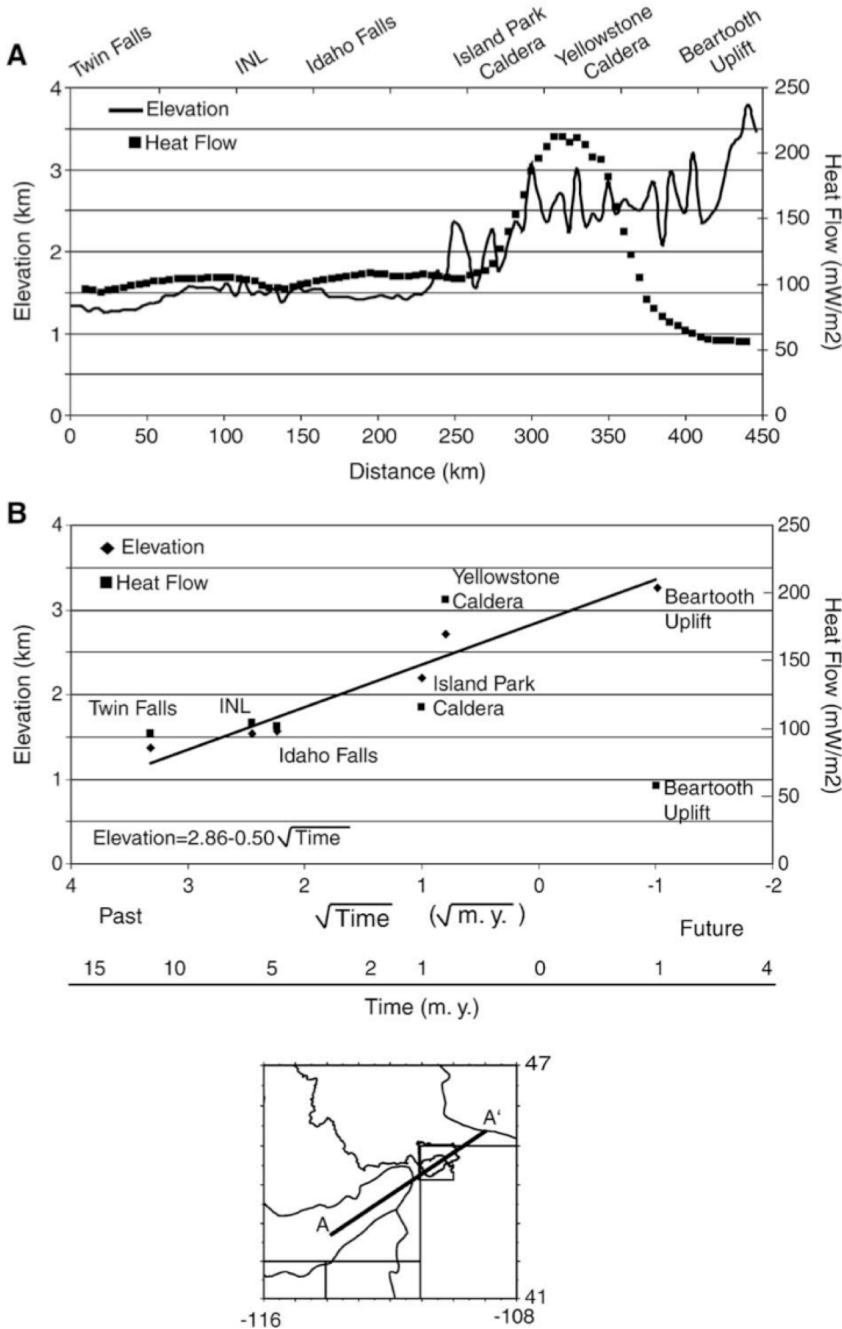 A
Twin Falls
INL
Idaho Falls
Island Park
Caldera
Yellowstone
Caldera
Beartooth
Uplift
4
3
2
1
0
Elevation (km)
Elevation
Heat Flow
250
200
150
100
50
0
Heat Flow (mW/m2)
0 50 100 150 200 250 300 350 400 450
Distance (km)
B
4
3
2
1
0
Elevation (km)
Elevation
Heat Flow
Yellowstone
Caldera
Beartooth
Uplift
Island Park
Caldera
Twin Falls
INL
Idaho Falls
Beartooth
Uplift
Elevation=2.86-0.50√Time
250
200
150
100
50
0
Heat Flow (mW/m2)
4 3 2 1 0 -1 -2
Past √Time (√m. y.) Future
15 10 5 2 1 0 1 4
Time (m. y.)
47
A'
A
41
-116 -108